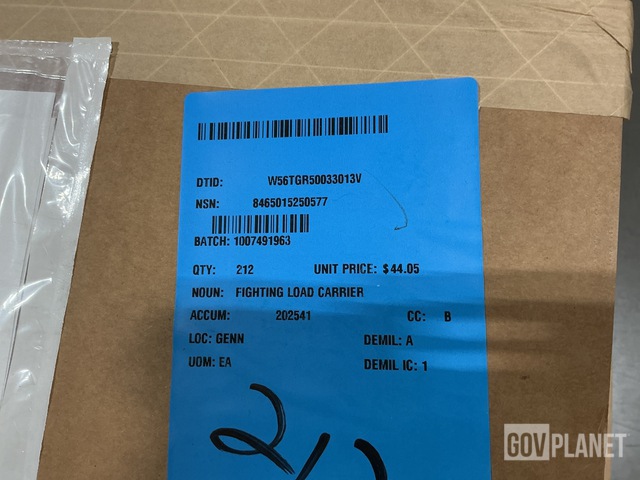 DTID: W56TGR50033013V
NSN: 8465015250577
BATCH: 1007491963
QTY: 212 UNIT PRICE: $44.05
NOUN: FIGHTING LOAD CARRIER
ACCUM: 202541 CC: B
LOC: GENN DEMIL: A
UOM: EA DEMIL IC: 1
GOVPLANET